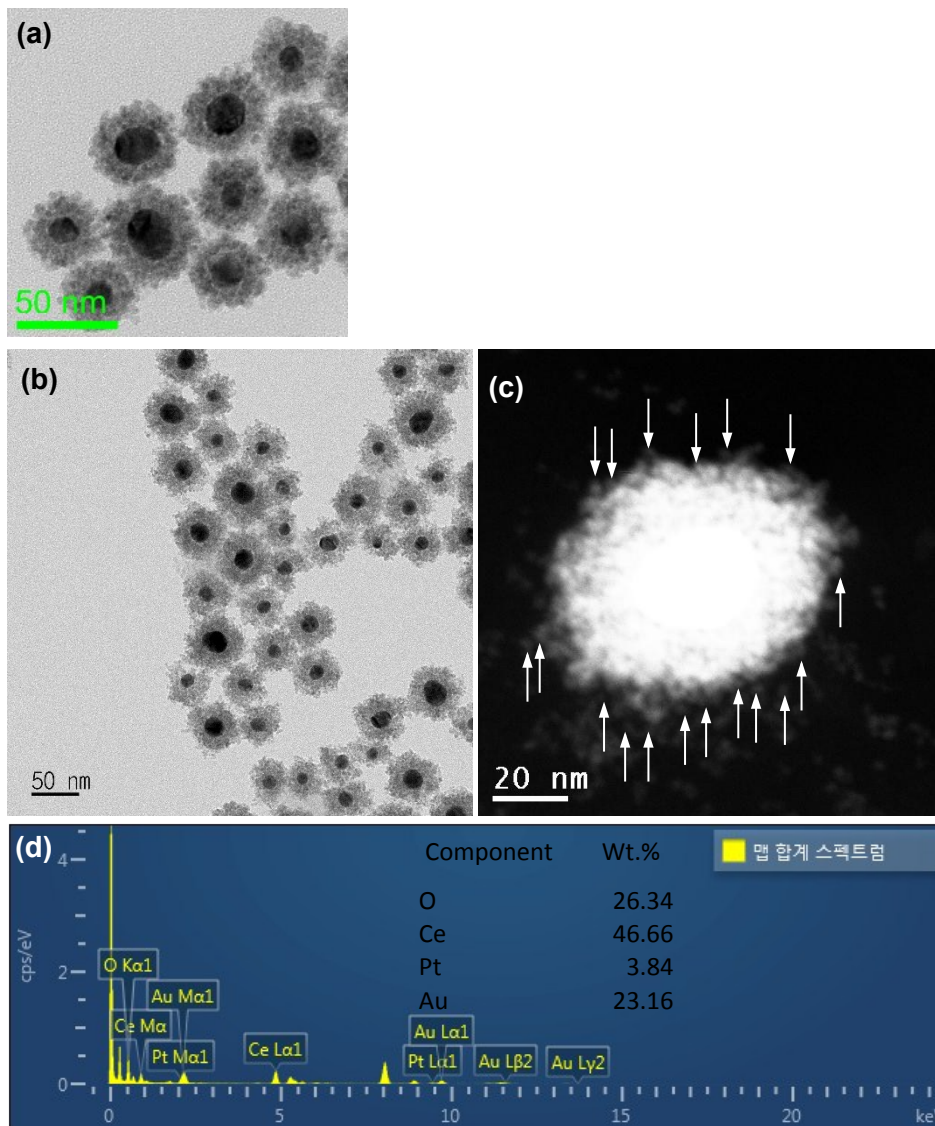 (a)
50 nm
(b)
50 nm
(c)
20 nm
(d)
맵 합계 스펙트럼
Component Wt.%
O 26.34
Ce 46.66
Pt 3.84
Au 23.16
cps/eV
4
2
0
O Kα1
Au Mα1
Ce Mα
Pt Mα1
Ce Lα1
Au Lα1
Pt Lα1
Au Lβ2
Au Lγ2
0 5 10 15 20 ke